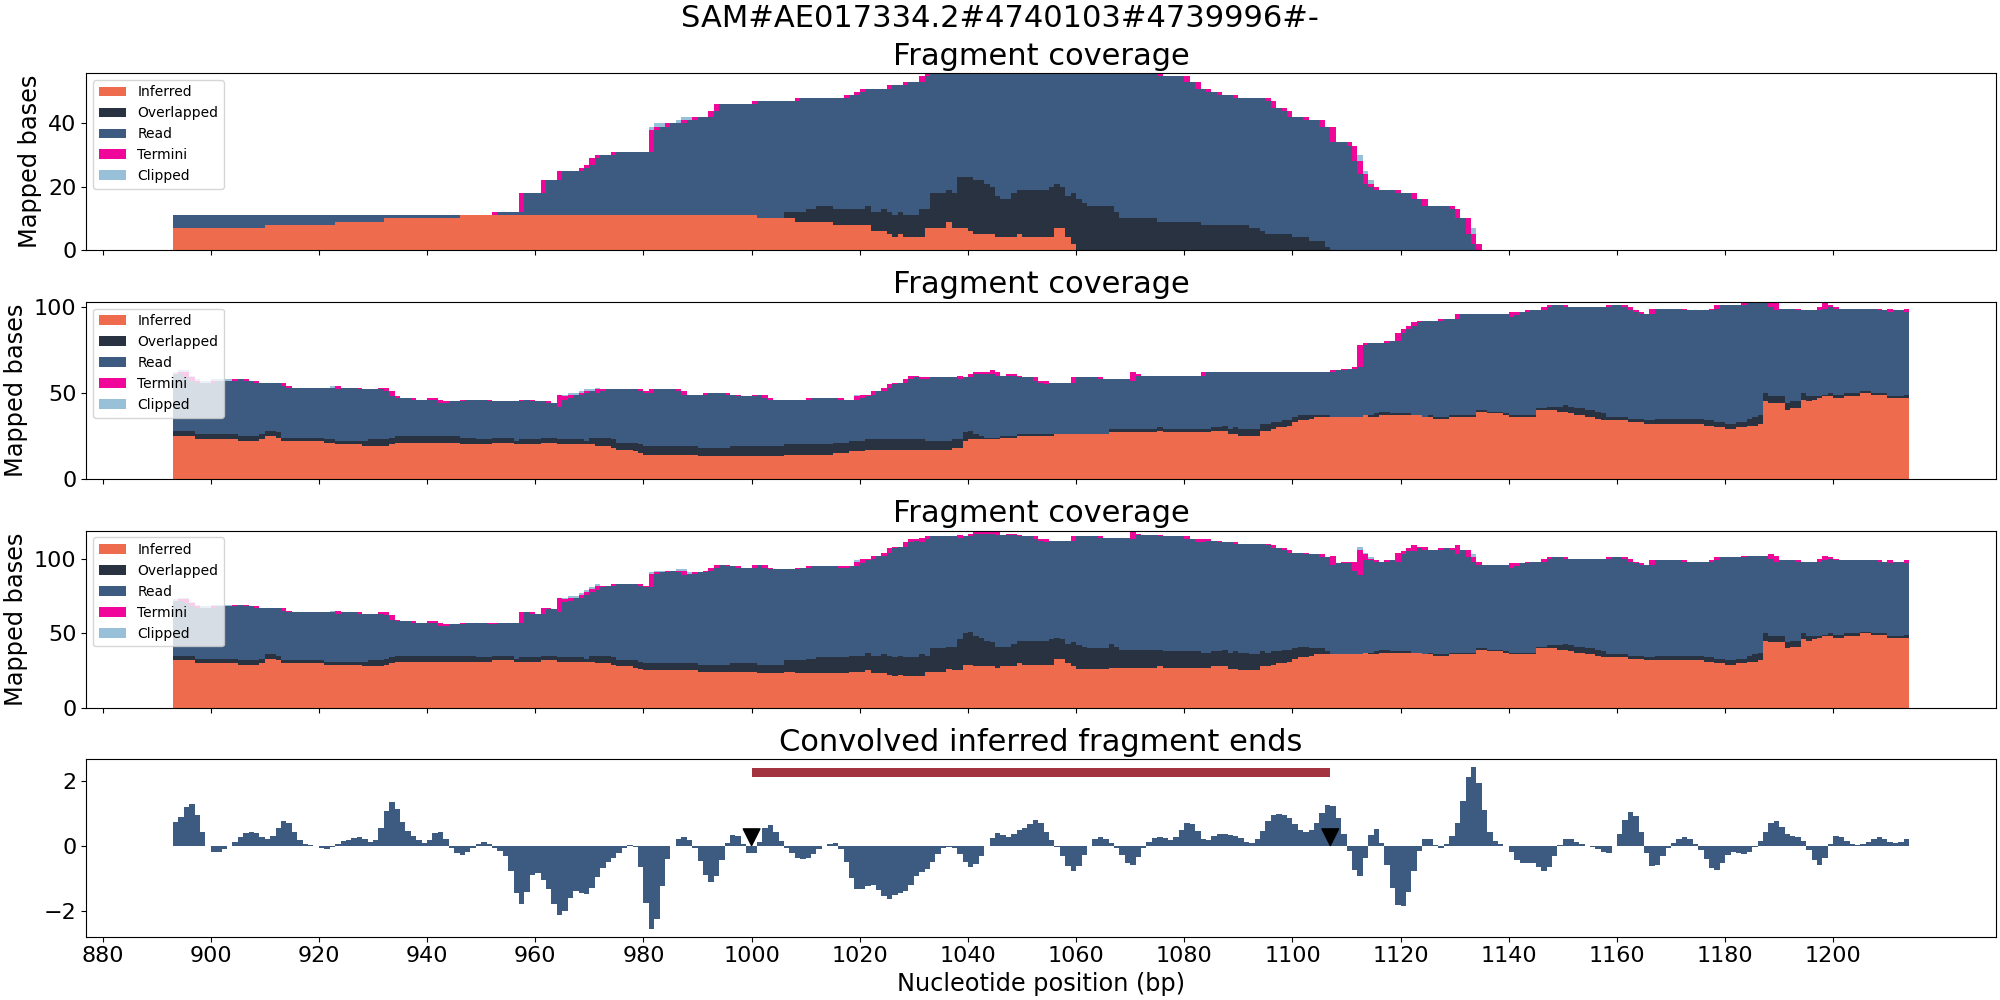 SAM#AE017334.2#4740103#4739996#-
Fragment coverage
Mapped bases
40
20
0
Inferred
Overlapped
Read
Termini
Clipped
Fragment coverage
Mapped bases
100
50
0
Inferred
Overlapped
Read
Termini
Clipped
Fragment coverage
Mapped bases
100
50
0
Inferred
Overlapped
Read
Termini
Clipped
Convolved inferred fragment ends
2
0
−2
880 900 920 940 960 980 1000 1020 1040 1060 1080 1100 1120 1140 1160 1180 1200
Nucleotide position (bp)